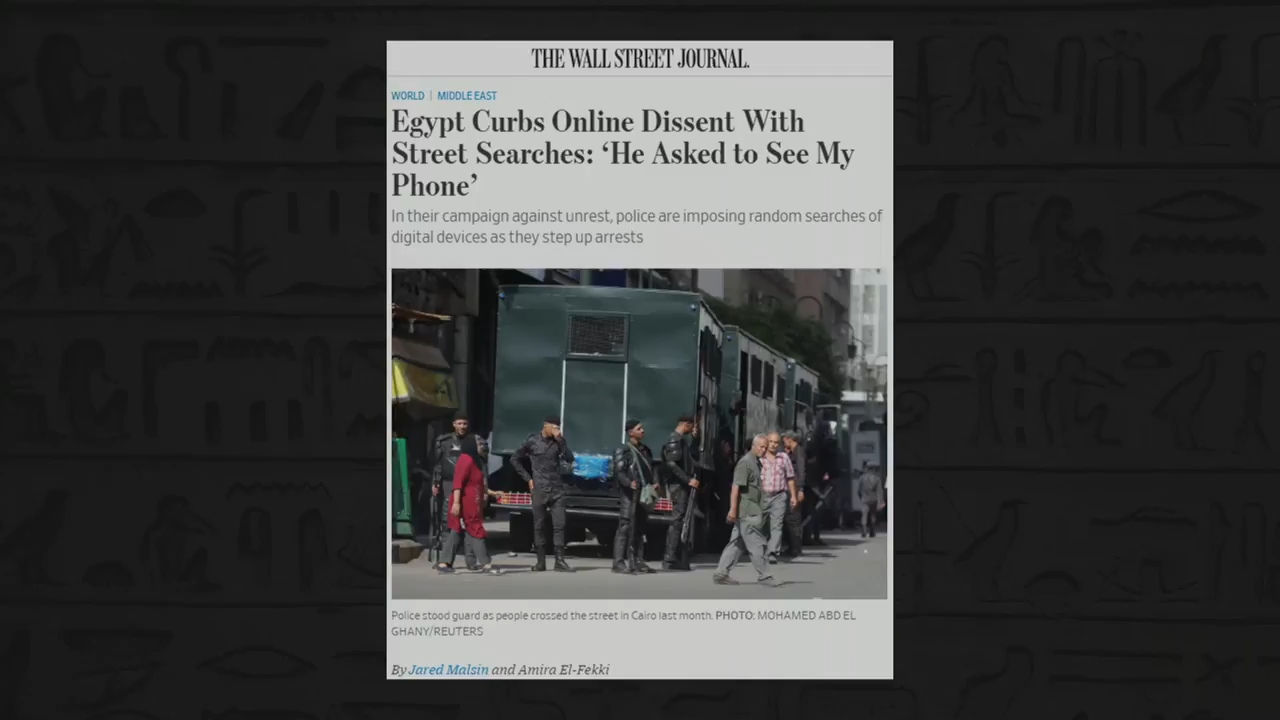 THE WALL STREET JOURNAL.
WORLD | MIDDLE EAST
Egypt Curbs Online Dissent With
Street Searches: ‘He Asked to See My
Phone’
In their campaign against unrest, police are imposing random searches of
digital devices as they step up arrests
Police stood guard as people crossed the street in Cairo last month. PHOTO: MOHAMED ABD EL
GHANY/REUTERS
By Jared Malsin and Amira El-Fekki